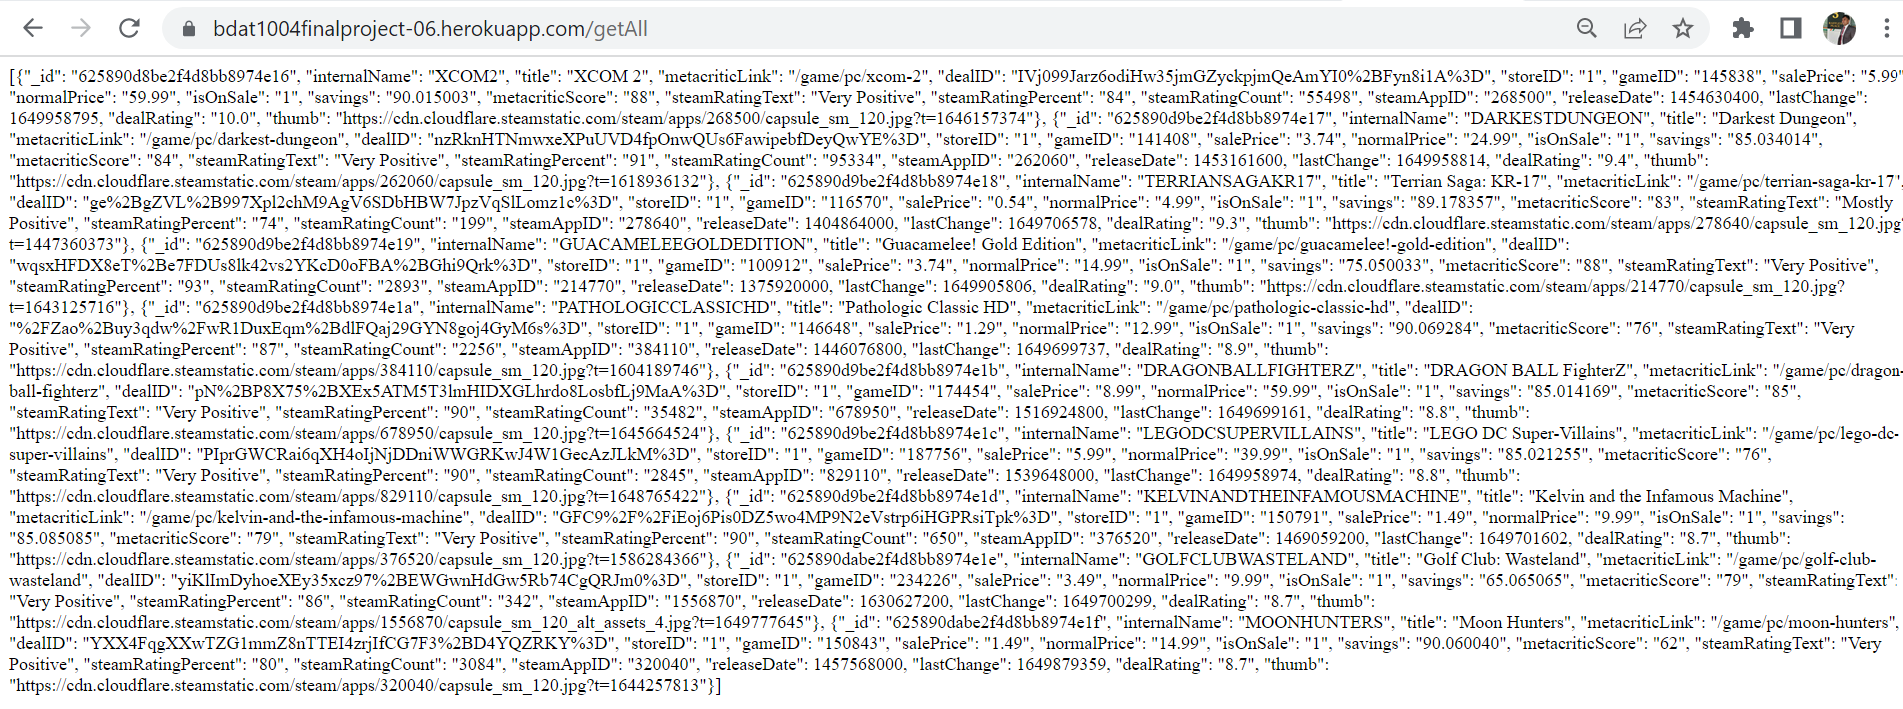 bdat1004finalproject-06.herokuapp.com/getAll
[{"_id": "625890d8be2f4d8bb8974e16", "internalName": "XCOM2", "title": "XCOM 2", "metacriticLink": "/game/pc/xcom-2", "dealID": "IVj099Jarz6odiHw35jmGZyckpjmQeAmYI0%2BFyn8i1A%3D", "storeID": "1", "gameID": "145838", "salePrice": "5.99"
"normalPrice": "59.99", "isOnSale": "1", "savings": "90.015003", "metacriticScore": "88", "steamRatingText": "Very Positive", "steamRatingPercent": "84", "steamRatingCount": "55498", "steamAppID": "268500", "releaseDate": 1454630400, "lastChange":
1649958795, "dealRating": "10.0", "thumb": "https://cdn.cloudflare.steamstatic.com/steam/apps/268500/capsule_sm_120.jpg?t=1646157374"}, {"_id": "625890d9be2f4d8bb8974e17", "internalName": "DARKESTDUNGEON", "title": "Darkest Dungeon",
"metacriticLink": "/game/pc/darkest-dungeon", "dealID": "nzRknHTNmwxeXPuUVD4fpOnwQUs6FawipebfDeyQwYE%3D", "storeID": "1", "gameID": "141408", "salePrice": "3.74", "normalPrice": "24.99", "isOnSale": "1", "savings": "85.034014",
"metacriticScore": "84", "steamRatingText": "Very Positive", "steamRatingPercent": "91", "steamRatingCount": "95334", "steamAppID": "262060", "releaseDate": 1453161600, "lastChange": 1649958814, "dealRating": "9.4", "thumb":
"https://cdn.cloudflare.steamstatic.com/steam/apps/262060/capsule_sm_120.jpg?t=1618936132"}, {"_id": "625890d9be2f4d8bb8974e18", "internalName": "TERRIANSAGAKR17", "title": "Terrian Saga: KR-17", "metacriticLink": "/game/pc/terrian-saga-kr-17",
"dealID": "ge%2BgZVL%2B997Xpl2chM9AgV6SDbHBW7JpzVqSlLomz1c%3D", "storeID": "1", "gameID": "116570", "salePrice": "0.54", "normalPrice": "4.99", "isOnSale": "1", "savings": "89.178357", "metacriticScore": "83", "steamRatingText": "Mostly
Positive", "steamRatingPercent": "74", "steamRatingCount": "199", "steamAppID": "278640", "releaseDate": 1404864000, "lastChange": 1649706578, "dealRating": "9.3", "thumb": "https://cdn.cloudflare.steamstatic.com/steam/apps/278640/capsule_sm_120.jpg?
t=1447360373"}, {"_id": "625890d9be2f4d8bb8974e19", "internalName": "GUACAMELEEGOLDEDITION", "title": "Guacamelee! Gold Edition", "metacriticLink": "/game/pc/guacamelee!-gold-edition", "dealID":
"wqsxHFDX8eT%2Be7FDUs8lk42vs2YKcD0oFBA%2BGhi9Qrk%3D", "storeID": "1", "gameID": "100912", "salePrice": "3.74", "normalPrice": "14.99", "isOnSale": "1", "savings": "75.050033", "metacriticScore": "88", "steamRatingText": "Very Positive",
"steamRatingPercent": "93", "steamRatingCount": "2893", "steamAppID": "214770", "releaseDate": 1375920000, "lastChange": 1649905806, "dealRating": "9.0", "thumb": "https://cdn.cloudflare.steamstatic.com/steam/apps/214770/capsule_sm_120.jpg?
t=1643125716"}, {"_id": "625890d9be2f4d8bb8974e1a", "internalName": "PATHOLOGICCLASSICHD", "title": "Pathologic Classic HD", "metacriticLink": "/game/pc/pathologic-classic-hd", "dealID":
"%2FZao%2Buy3qdw%2FwR1DuxEqm%2BdlFQaj29GYN8goj4GyM6s%3D", "storeID": "1", "gameID": "146648", "salePrice": "1.29", "normalPrice": "12.99", "isOnSale": "1", "savings": "90.069284", "metacriticScore": "76", "steamRatingText": "Very
Positive", "steamRatingPercent": "87", "steamRatingCount": "2256", "steamAppID": "384110", "releaseDate": 1446076800, "lastChange": 1649699737, "dealRating": "8.9", "thumb":
"https://cdn.cloudflare.steamstatic.com/steam/apps/384110/capsule_sm_120.jpg?t=1604189746"}, {"_id": "625890d9be2f4d8bb8974e1b", "internalName": "DRAGONBALLFIGHTERZ", "title": "DRAGON BALL FighterZ", "metacriticLink": "/game/pc/dragon-
ball-fighterz", "dealID": "pN%2BP8X75%2BXEx5ATM5T3lmHIDXGLhrdo8LosbfLj9MaA%3D", "storeID": "1", "gameID": "174454", "salePrice": "8.99", "normalPrice": "59.99", "isOnSale": "1", "savings": "85.014169", "metacriticScore": "85",
"steamRatingText": "Very Positive", "steamRatingPercent": "90", "steamRatingCount": "35482", "steamAppID": "678950", "releaseDate": 1516924800, "lastChange": 1649699161, "dealRating": "8.8", "thumb":
"https://cdn.cloudflare.steamstatic.com/steam/apps/678950/capsule_sm_120.jpg?t=1645664524"}, {"_id": "625890d9be2f4d8bb8974e1c", "internalName": "LEGODCSUPERVILLAINS", "title": "LEGO DC Super-Villains", "metacriticLink": "/game/pc/lego-dc-
super-villains", "dealID": "PIprGWCRai6qXH4oIjNjDDniWWGRKwJ4W1GecAzJLkM%3D", "storeID": "1", "gameID": "187756", "salePrice": "5.99", "normalPrice": "39.99", "isOnSale": "1", "savings": "85.021255", "metacriticScore": "76",
"steamRatingText": "Very Positive", "steamRatingPercent": "90", "steamRatingCount": "2845", "steamAppID": "829110", "releaseDate": 1539648000, "lastChange": 1649958974, "dealRating": "8.8", "thumb":
"https://cdn.cloudflare.steamstatic.com/steam/apps/829110/capsule_sm_120.jpg?t=1648765422"}, {"_id": "625890d9be2f4d8bb8974e1d", "internalName": "KELVINANDTHEINFAMOUSMACHINE", "title": "Kelvin and the Infamous Machine",
"metacriticLink": "/game/pc/kelvin-and-the-infamous-machine", "dealID": "GFC9%2F%2FiEoj6Pis0DZ5wo4MP9N2eVstrp6iHGPRsiTpk%3D", "storeID": "1", "gameID": "150791", "salePrice": "1.49", "normalPrice": "9.99", "isOnSale": "1", "savings":
"85.085085", "metacriticScore": "79", "steamRatingText": "Very Positive", "steamRatingPercent": "90", "steamRatingCount": "650", "steamAppID": "376520", "releaseDate": 1469059200, "lastChange": 1649701602, "dealRating": "8.7", "thumb":
"https://cdn.cloudflare.steamstatic.com/steam/apps/376520/capsule_sm_120.jpg?t=1586284366"}, {"_id": "625890dabe2f4d8bb8974e1e", "internalName": "GOLFCLUBWASTELAND", "title": "Golf Club: Wasteland", "metacriticLink": "/game/pc/golf-club-
wasteland", "dealID": "yiKlImDyhoeXEy35xcz97%2BEWGwnHdGw5Rb74CgQRJm0%3D", "storeID": "1", "gameID": "234226", "salePrice": "3.49", "normalPrice": "9.99", "isOnSale": "1", "savings": "65.065065", "metacriticScore": "79", "steamRatingText":
"Very Positive", "steamRatingPercent": "86", "steamRatingCount": "342", "steamAppID": "1556870", "releaseDate": 1630627200, "lastChange": 1649700299, "dealRating": "8.7", "thumb":
"https://cdn.cloudflare.steamstatic.com/steam/apps/1556870/capsule_sm_120_alt_assets_4.jpg?t=1649777645"}, {"_id": "625890dabe2f4d8bb8974e1f", "internalName": "MOONHUNTERS", "title": "Moon Hunters", "metacriticLink": "/game/pc/moon-hunters",
"dealID": "YXX4FqgXXwTZG1mmZ8nTTEI4zrjIfCG7F3%2BD4YQZRKY%3D", "storeID": "1", "gameID": "150843", "salePrice": "1.49", "normalPrice": "14.99", "isOnSale": "1", "savings": "90.060040", "metacriticScore": "62", "steamRatingText": "Very
Positive", "steamRatingPercent": "80", "steamRatingCount": "3084", "steamAppID": "320040", "releaseDate": 1457568000, "lastChange": 1649879359, "dealRating": "8.7", "thumb":
"https://cdn.cloudflare.steamstatic.com/steam/apps/320040/capsule_sm_120.jpg?t=1644257813"}]